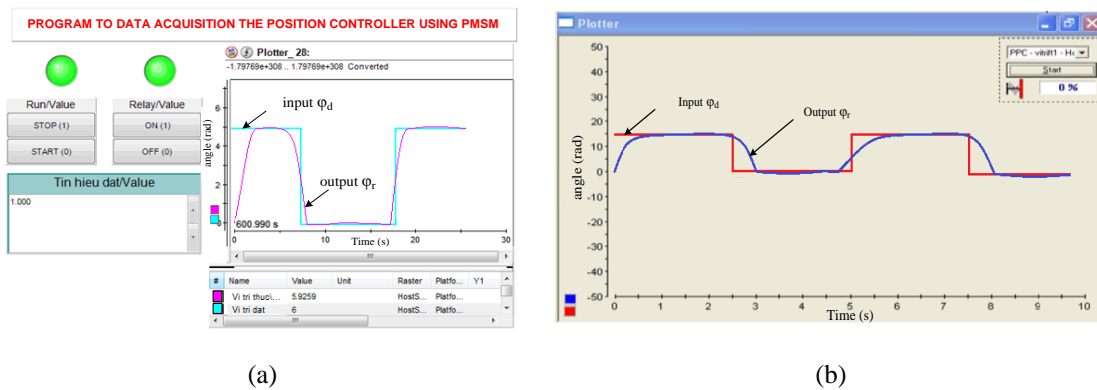 PROGRAM TO DATA ACQUISITION THE POSITION CONTROLLER USING PMSM
Run/Value
STOP (1)
START (0)
Relay/Value
ON (1)
OFF (0)
Tin hieu dat/Value
1.000
Plotter_28:
-1.79769e+308 .. 1.79769e+308 Converted
input φd
output φr
angle (rad)
6
4
2
0
600.990 s
Time (s)
0
10
20
30
# Name Value Unit Raster Platfo... Y1
Vi tri thuc\... 5.9259 HostS... Platfo...
Vi tri dat 6 HostS... Platfo...
(a)
Plotter
PPC - vitrift1 - He
Start
0 %
Input φd
Output φr
angle (rad)
50
40
30
20
10
0
-10
-20
-30
-40
-50
0 1 2 3 4 5 6 7 8 9 10
Time (s)
(b)